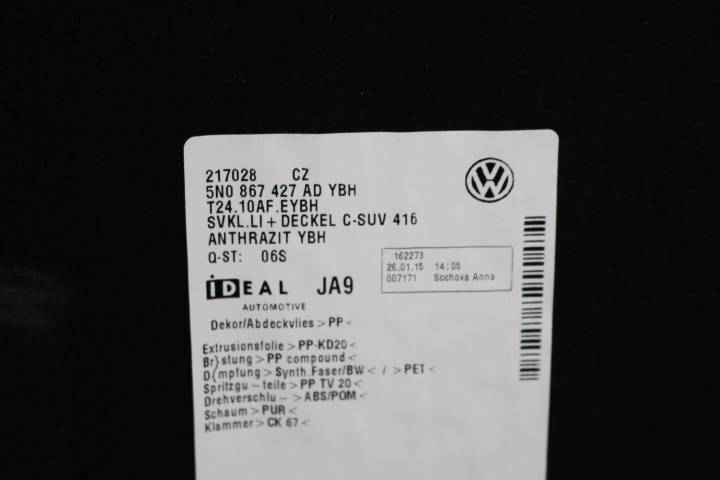 217028 CZ
5N0 867 427 AD YBH
T24.10AF.EYBH
SVKL.LI + DECKEL C-SUV 416
ANTHRAZIT YBH
Q-ST: 06S
162273
26.01.15 14:05
007171 Sochova Anna
iDEAL JA9
AUTOMOTIVE
Dekor/Abdeckvlies > PP <
Extrusionsfolie > PP-KD20 <
Br}stung > PP compound <
D{mpfung > Synth.Faser/BW < / > PET <
Spritzgu~teile > PP TV 20 <
Drehverschlu~ > ABS/POM <
Schaum > PUR <
Klammer > CK 67 <